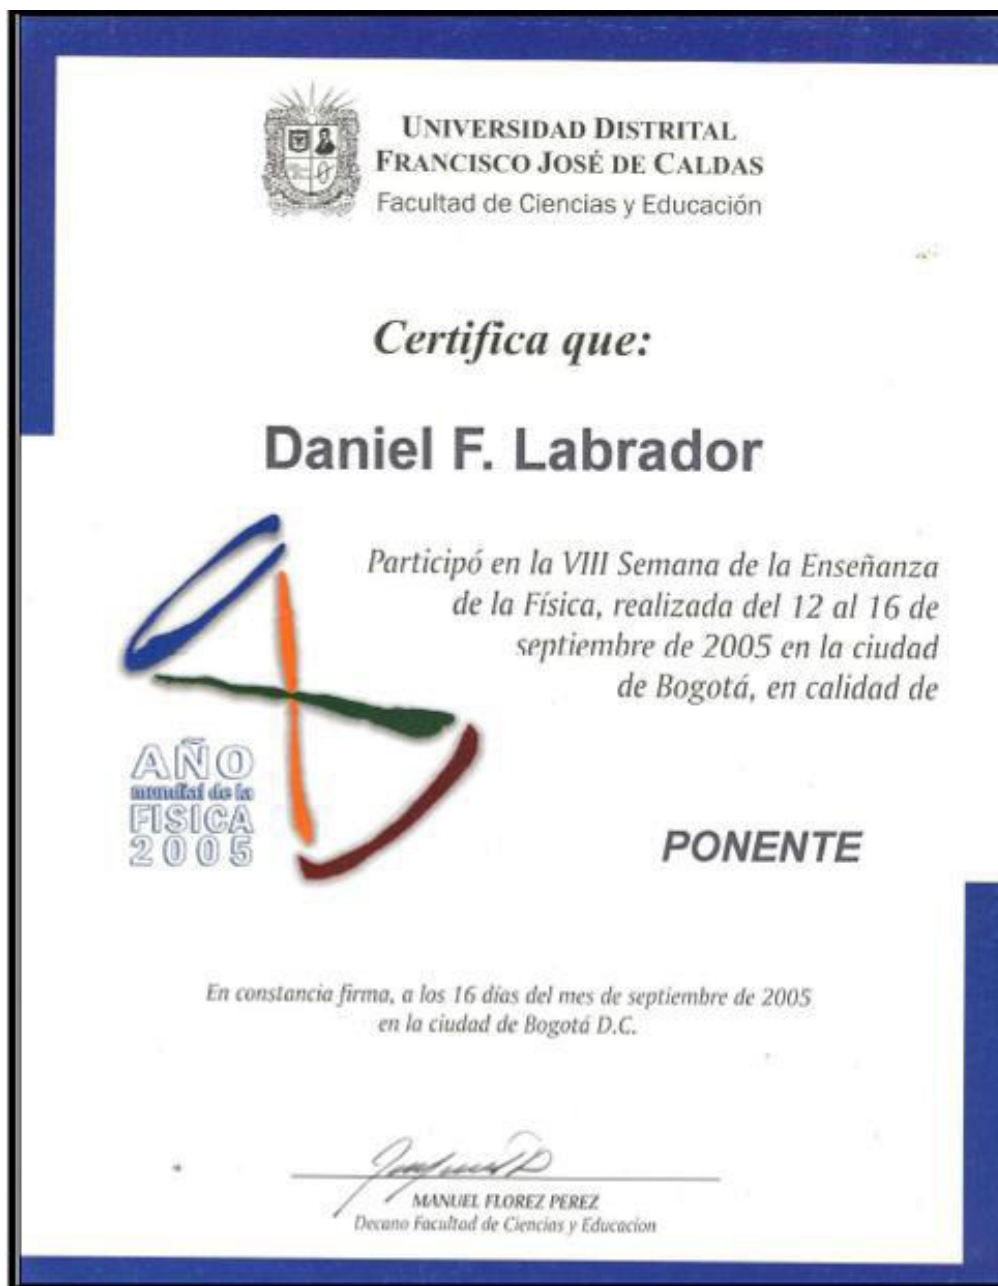 UNIVERSIDAD DISTRITAL
FRANCISCO JOSÉ DE CALDAS
Facultad de Ciencias y Educación
Certifica que:
Daniel F. Labrador
Participó en la VIII Semana de la Enseñanza
de la Física, realizada del 12 al 16 de
septiembre de 2005 en la ciudad
de Bogotá, en calidad de
AÑO
mundial de la
FISICA
2005
PONENTE
En constancia firma, a los 16 días del mes de septiembre de 2005
en la ciudad de Bogotá D.C.
MANUEL FLOREZ PEREZ
Decano Facultad de Ciencias y Educacion